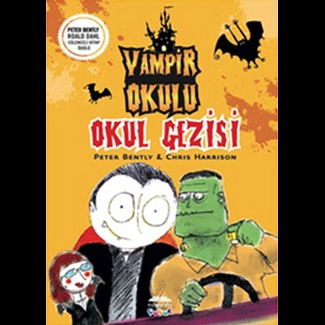 PETER BENTLY
ROALD DAHL
VAMPİR
OKULU
OKUL GEZİSİ
PETER BENTLY & CHRIS HARRISON